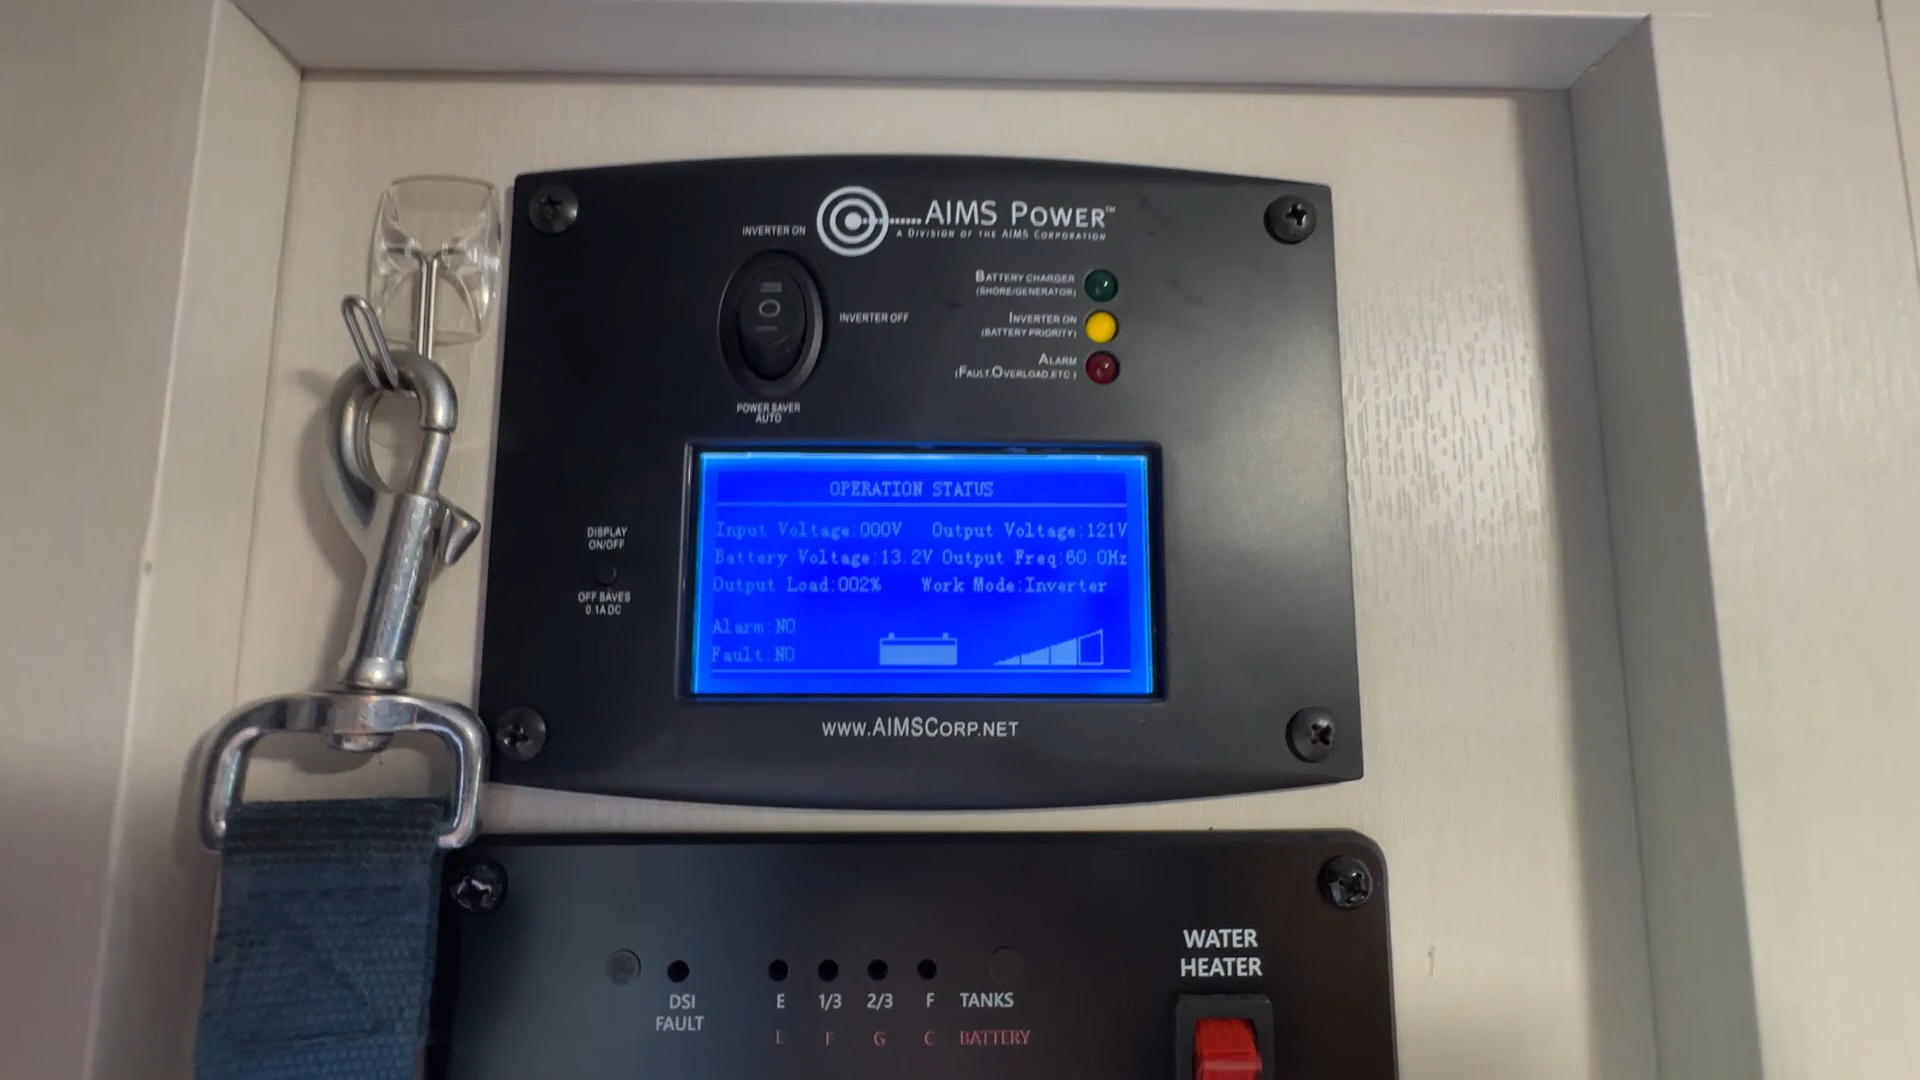 AIMS POWER™
A DIVISION OF THE AIMS CORPORATION
INVERTER ON
INVERTER OFF
POWER SAVER
AUTO
BATTERY CHARGER
(SHORE/GENERATOR)
INVERTER ON
(BATTERY PRIORITY)
ALARM
(FAULT,OVERLOAD,ETC.)
DISPLAY
ON/OFF
OFF SAVES
0.1A DC
OPERATION STATUS
Input Voltage:000V Output Voltage:121V
Battery Voltage:13.2V Output Freq:60.0Hz
Output Load:002% Work Mode:Inverter
Alarm:NO
Fault:NO
WWW.AIMSCORP.NET
DSI
FAULT
E 1/3 2/3 F TANKS
E F G C BATTERY
WATER
HEATER